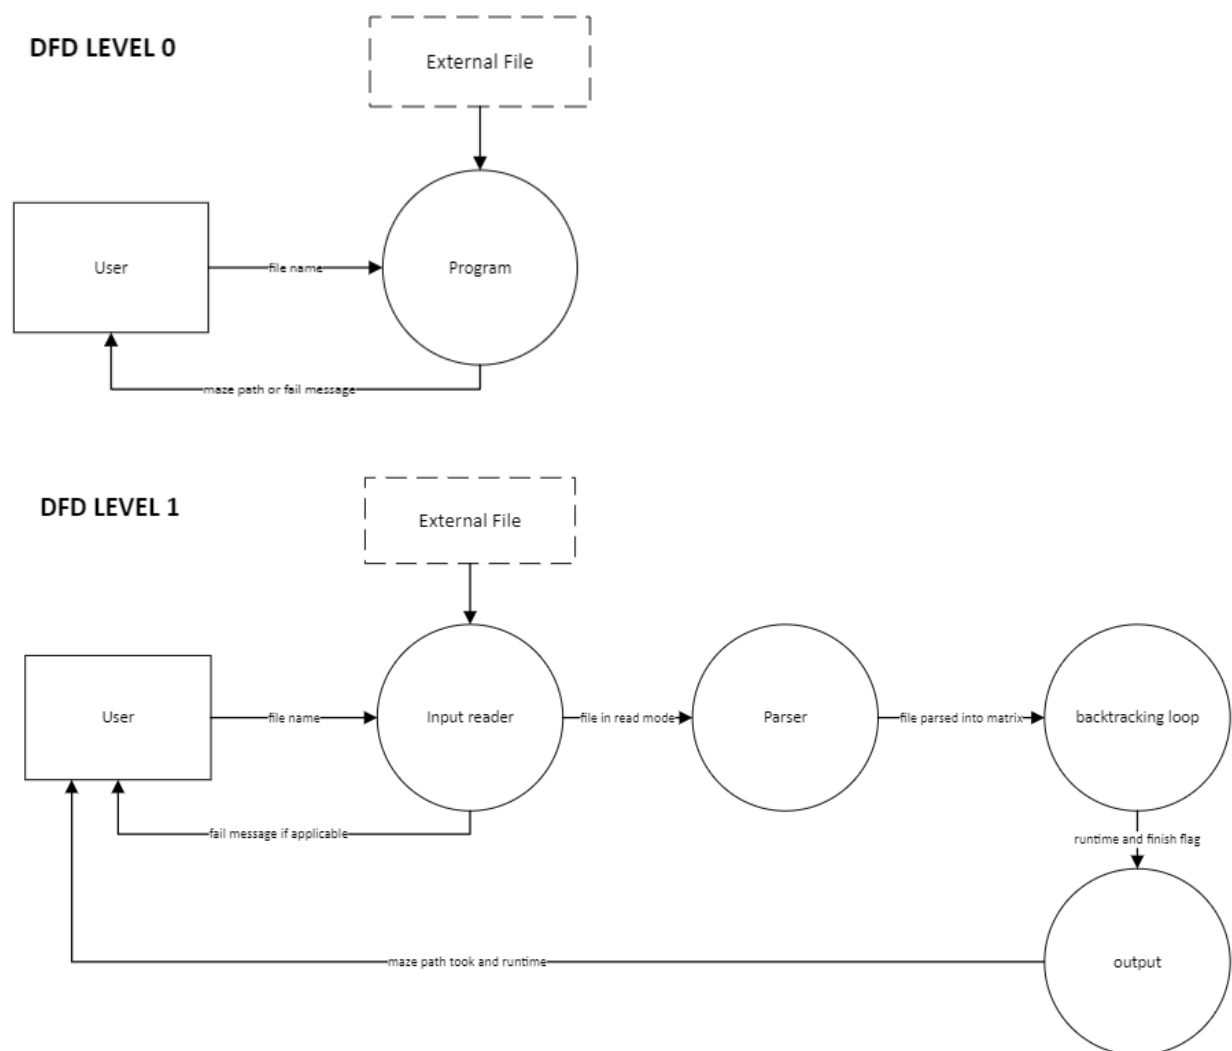 DFD LEVEL 0
External File
User
file name
Program
maze path or fail message
DFD LEVEL 1
External File
User
file name
Input reader
file in read mode
Parser
file parsed into matrix
backtracking loop
fail message if applicable
runtime and finish flag
maze path took and runtime
output